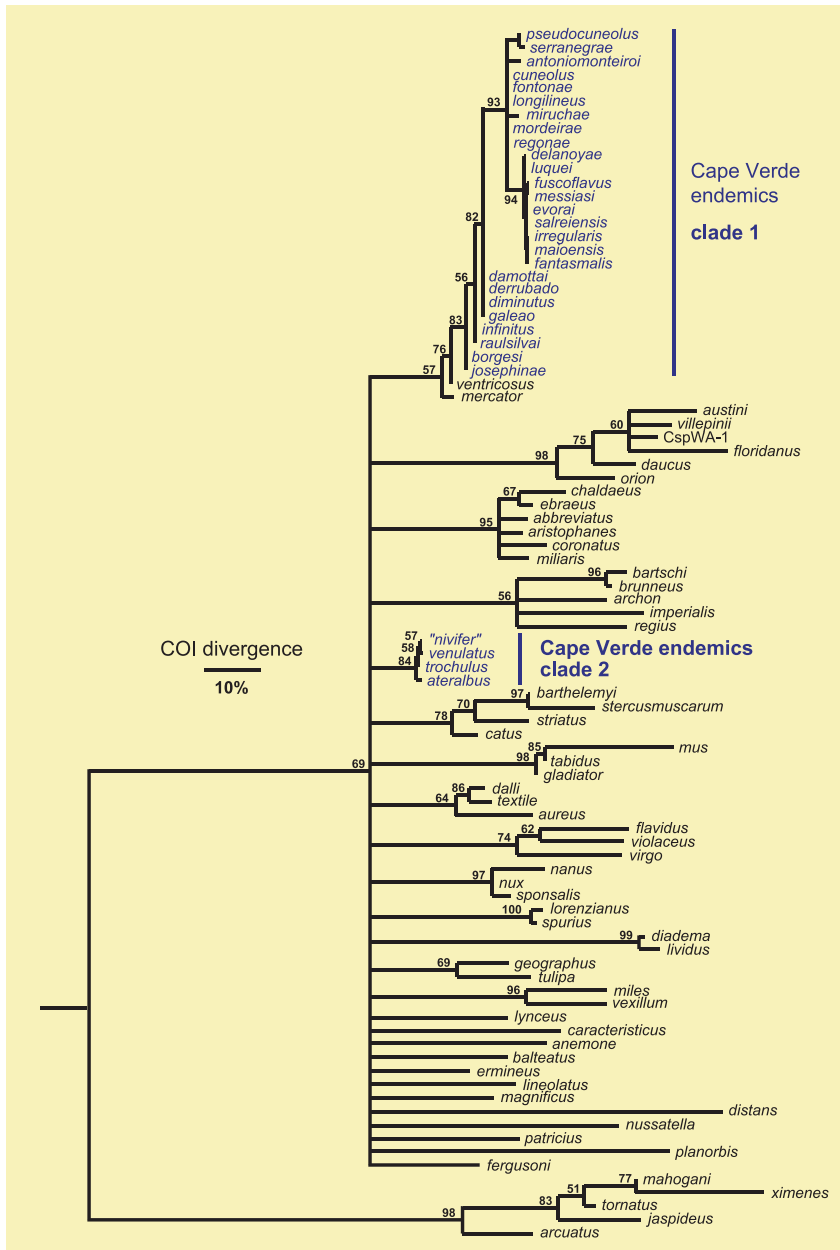 pseudocuneolus
serranegrae
antoniomonteiroi
cuneolus
fontonae
93
longilineus
miruchae
mordeirae
regonae
delanoyae
luquei
fuscoflavus
94
messiasi
evorai
salreiensis
irregularis
maioensis
fantasmalis
Cape Verde
endemics
clade 1
82
damottai
56
derrubado
diminutus
galeao
83
infinitus
raulsilvai
76
borgesi
57
josephinae
ventricosus
mercator
austini
60
villepinii
CspWA-1
75
floridanus
98
daucus
orion
67
chaldaeus
ebraeus
95
abbreviatus
aristophanes
coronatus
miliaris
96
bartschi
brunneus
56
archon
imperialis
regius
COI divergence
10%
57
"nivifer"
58
venulatus
84
trochulus
ateralbus
Cape Verde endemics
clade 2
97
barthelemyi
70
stercusmuscarum
78
striatus
catus
85
mus
98
tabidus
gladiator
69
86
dalli
64
textile
aureus
62
flavidus
74
violaceus
virgo
97
nanus
nux
sponsalis
100
lorenzianus
spurius
99
diadema
lividus
69
geographus
tulipa
96
miles
vexillum
lynceus
caracteristicus
anemone
balteatus
ermineus
lineolatus
magnificus
distans
nussatella
patricius
planorbis
fergusoni
77
mahogani
51
ximenes
83
tornatus
98
jaspideus
arcuatus